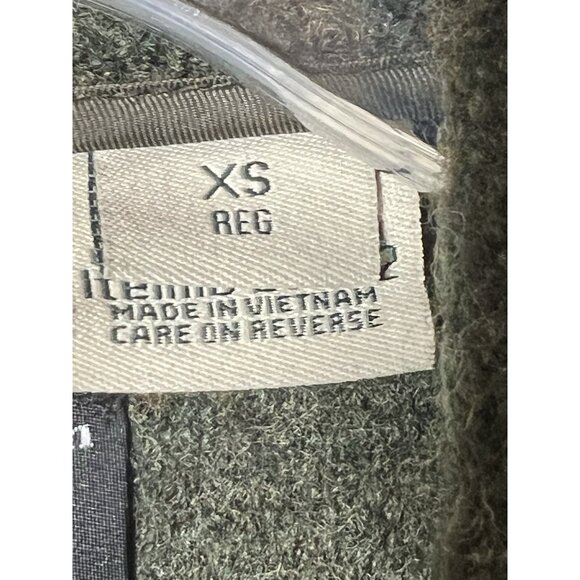 XS
REG
MADE IN VIETNAM
CARE ON REVERSE